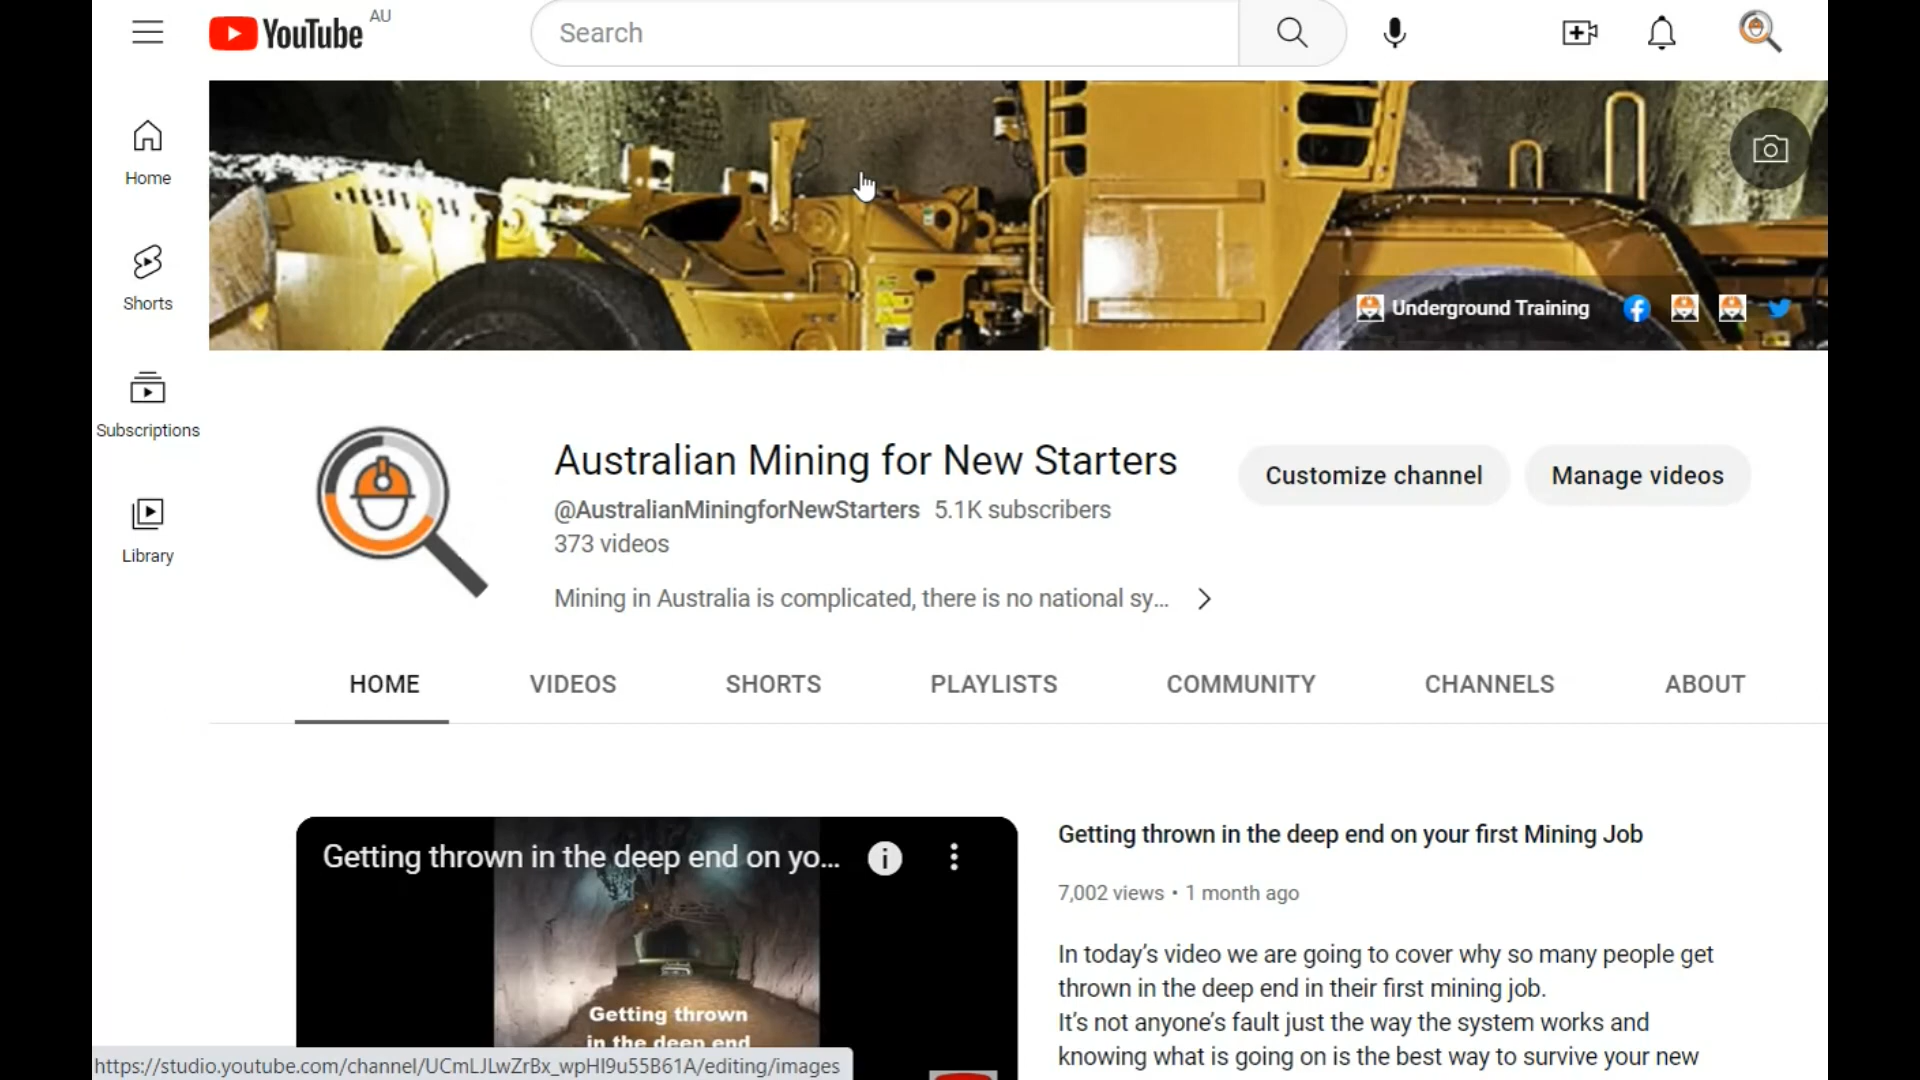 YouTube AU
Search
Home
Shorts
Subscriptions
Library
Underground Training
Australian Mining for New Starters
@AustralianMiningforNewStarters 5.1K subscribers
373 videos
Mining in Australia is complicated, there is no national sy...
Customize channel
Manage videos
HOME VIDEOS SHORTS PLAYLISTS COMMUNITY CHANNELS ABOUT
Getting thrown in the deep end on yo...
Getting thrown
in the deep end
Getting thrown in the deep end on your first Mining Job
7,002 views • 1 month ago
In today's video we are going to cover why so many people get
thrown in the deep end in their first mining job.
It's not anyone's fault just the way the system works and
knowing what is going on is the best way to survive your new
https://studio.youtube.com/channel/UCmLJLwZrBx_wpHI9u55B61A/editing/images